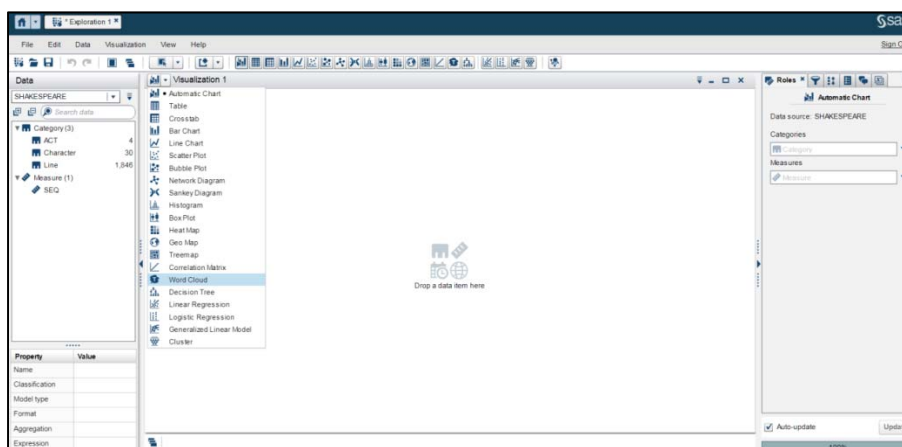 * Exploration 1 ×
File Edit Data Visualization View Help
Data
SHAKESPEARE
Search data
Category (3)
ACT 4
Character 30
Line 1,846
Measure (1)
SEQ
Property Value
Name
Classification
Model type
Format
Aggregation
Expression
Visualization 1
Automatic Chart
Table
Crosstab
Bar Chart
Line Chart
Scatter Plot
Bubble Plot
Network Diagram
Sankey Diagram
Histogram
Box Plot
Heat Map
Geo Map
Treemap
Correlation Matrix
Word Cloud
Decision Tree
Linear Regression
Logistic Regression
Generalized Linear Model
Cluster
Drop a data item here
Roles
Automatic Chart
Data source: SHAKESPEARE
Categories
Category
Measures
Measure
Auto-update